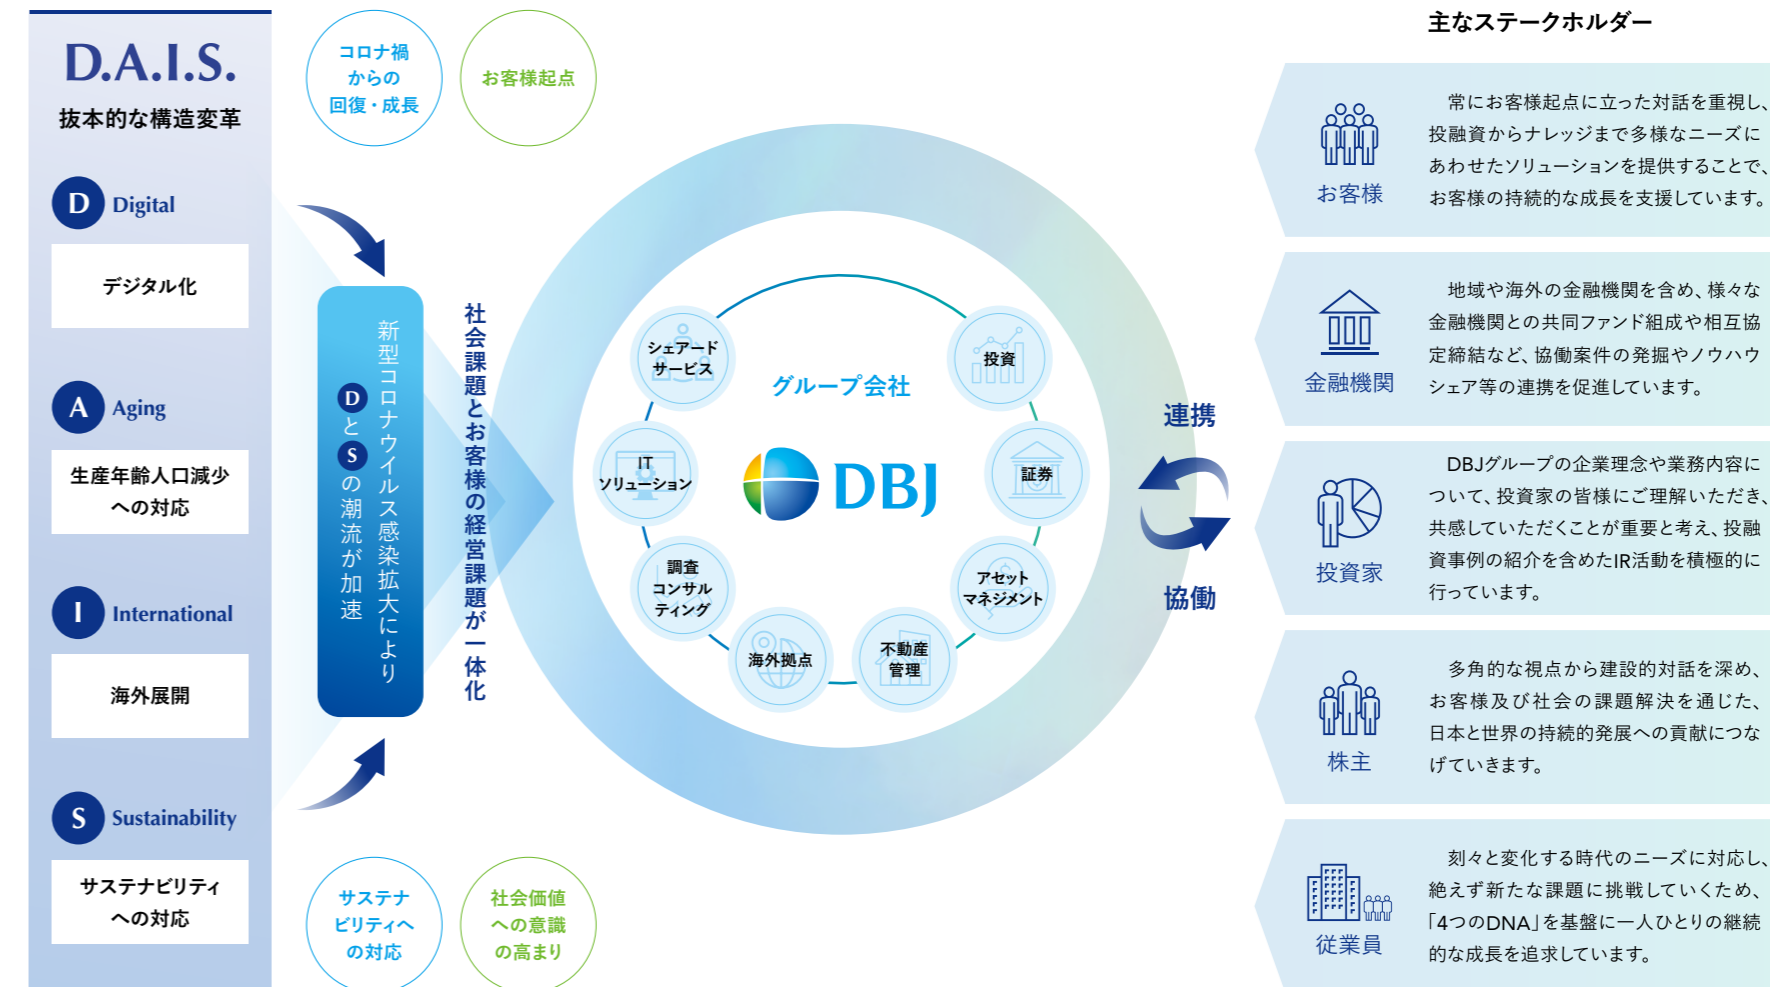 D.A.I.S.
抜本的な構造変革
D Digital
デジタル化
A Aging
生産年齢人口減少
への対応
I International
海外展開
S Sustainability
サステナビリティ
への対応
コロナ禍
からの
回復・成長
お客様起点
新型コロナウイルス感染拡大により
DとSの潮流が加速
社会課題とお客様の経営課題が一体化
サステナ
ビリティへ
の対応
社会価値
への意識
の高まり
グループ会社
DBJ
シェアード
サービス
投資
IT
ソリューション
証券
調査
コンサル
ティング
アセット
マネジメント
海外拠点
不動産
管理
連携
協働
主なステークホルダー
お客様
常にお客様起点に立った対話を重視し、
投融資からナレッジまで多様なニーズに
あわせたソリューションを提供することで、
お客様の持続的な成長を支援しています。
金融機関
地域や海外の金融機関を含め、様々な
金融機関との共同ファンド組成や相互協
定締結など、協働案件の発掘やノウハウ
シェア等の連携を促進しています。
投資家
DBJグループの企業理念や業務内容に
ついて、投資家の皆様にご理解いただき、
共感していただくことが重要と考え、投融
資事例の紹介を含めたIR活動を積極的に
行っています。
株主
多角的な視点から建設的対話を深め、
お客様及び社会の課題解決を通じた、
日本と世界の持続的発展への貢献につな
げていきます。
従業員
刻々と変化する時代のニーズに対応し、
絶えず新たな課題に挑戦していくため、
「4つのDNA」を基盤に一人ひとりの継続
的な成長を追求しています。